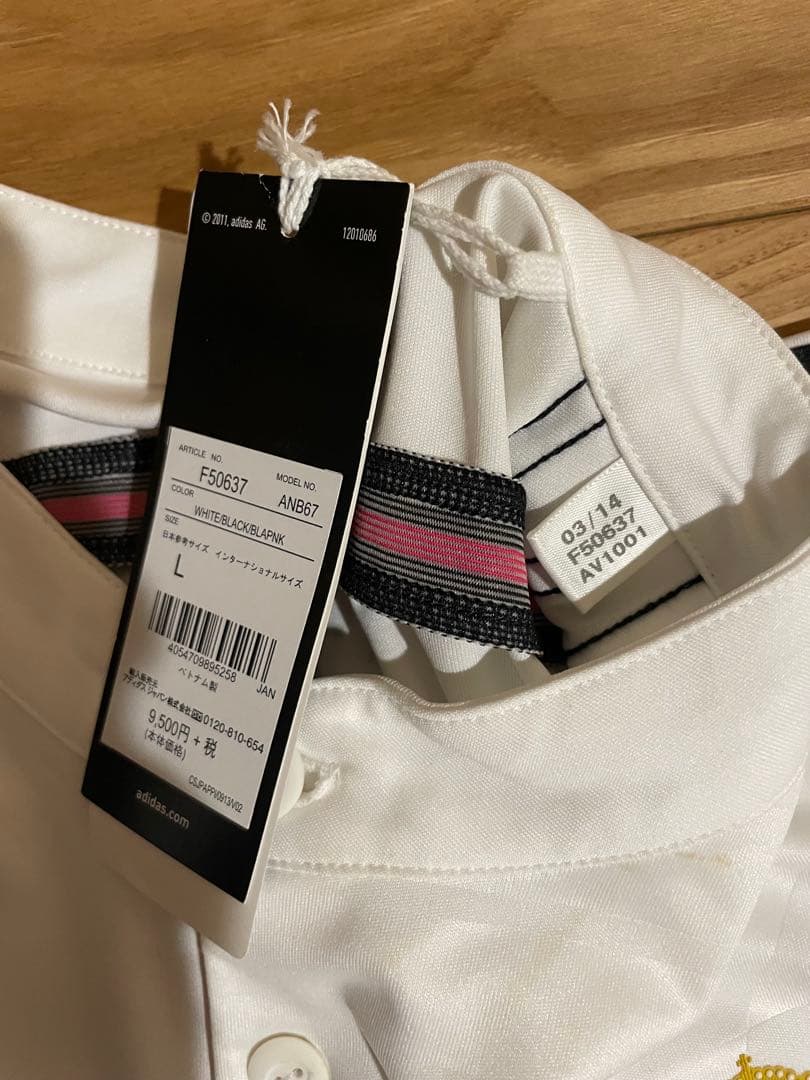 © 2011, adidas AG.
12010686
ARTICLE NO.
F50637
MODEL NO.
ANB67
COLOR
WHITE/BLACK/BLAPNK
SIZE
日本参考サイズ インターナショナルサイズ
L
4054709895258 JAN
ベトナム製
輸入販売元
アディダス ジャパン株式会社 0120-810-654
9,500円 + 税
(本体価格)
CSJPAPPV0913/V02
adidas.com
03/14
F50637
AV1001